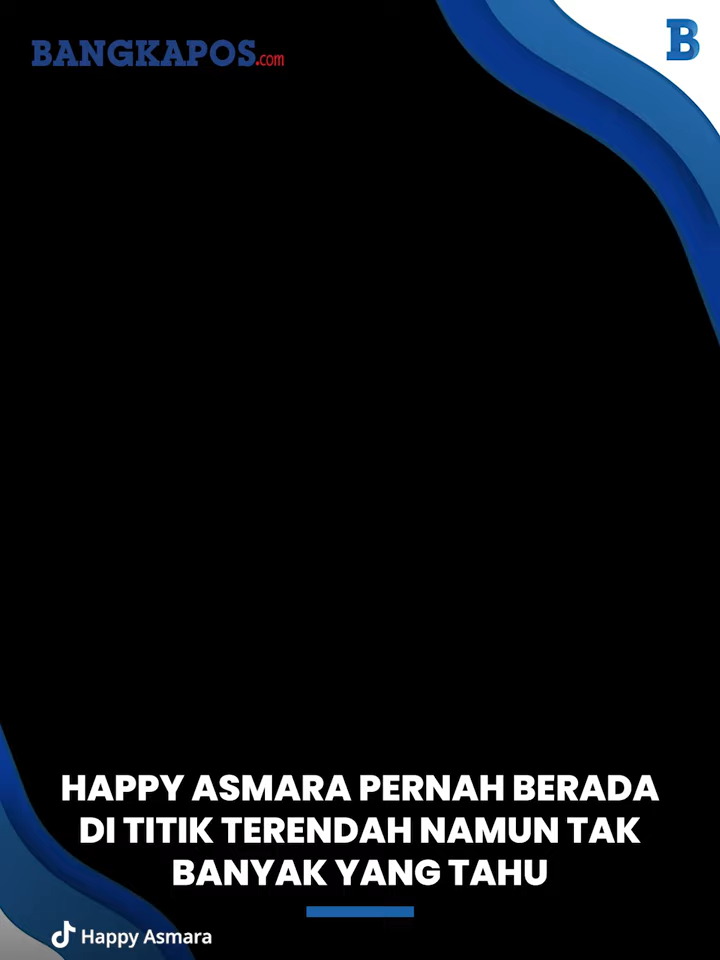 BANGKAPOS.com
B
HAPPY ASMARA PERNAH BERADA
DI TITIK TERENDAH NAMUN TAK
BANYAK YANG TAHU
Happy Asmara